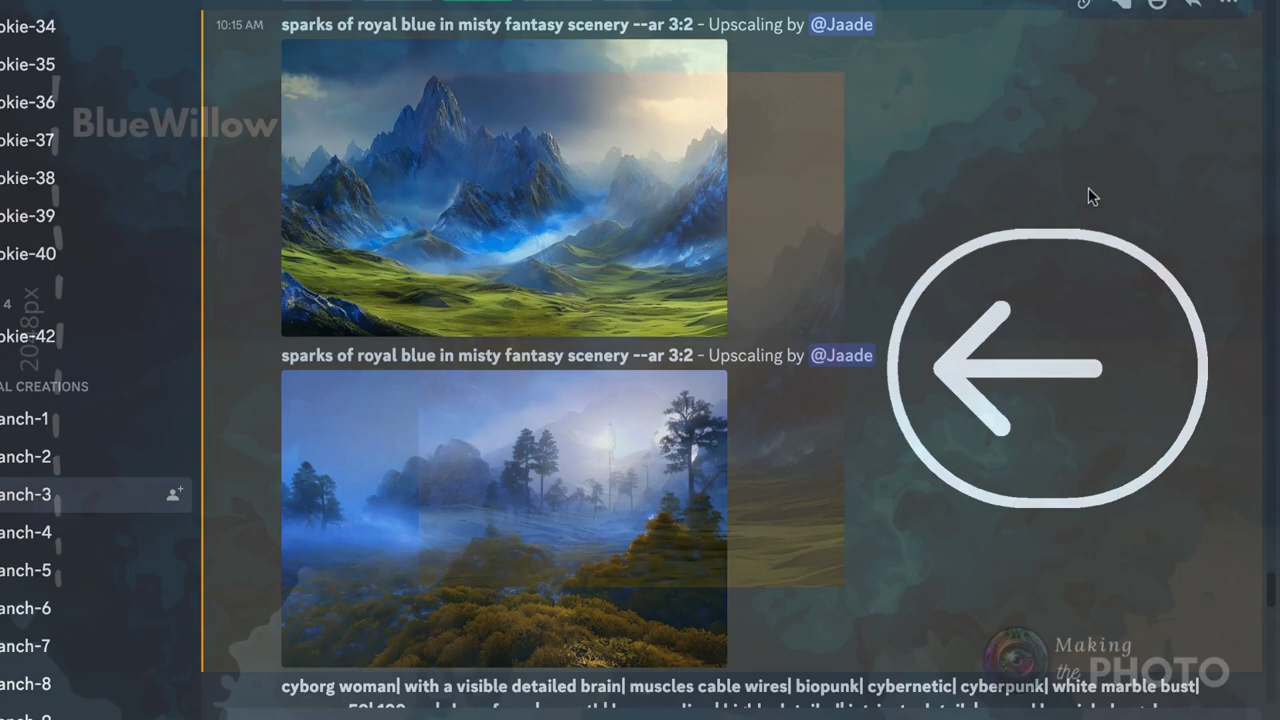 okie-34
okie-35
okie-36
okie-37
okie-38
okie-39
okie-40
4
okie-42
AL CREATIONS
anch-1
anch-2
anch-3
anch-4
anch-5
anch-6
anch-7
anch-8
BlueWillow
2048px
10:15 AM sparks of royal blue in misty fantasy scenery --ar 3:2 - Upscaling by @Jaade
sparks of royal blue in misty fantasy scenery --ar 3:2 - Upscaling by @Jaade
Making
the PHOTO
cyborg woman| with a visible detailed brain| muscles cable wires| biopunk| cybernetic| cyberpunk| white marble bust|